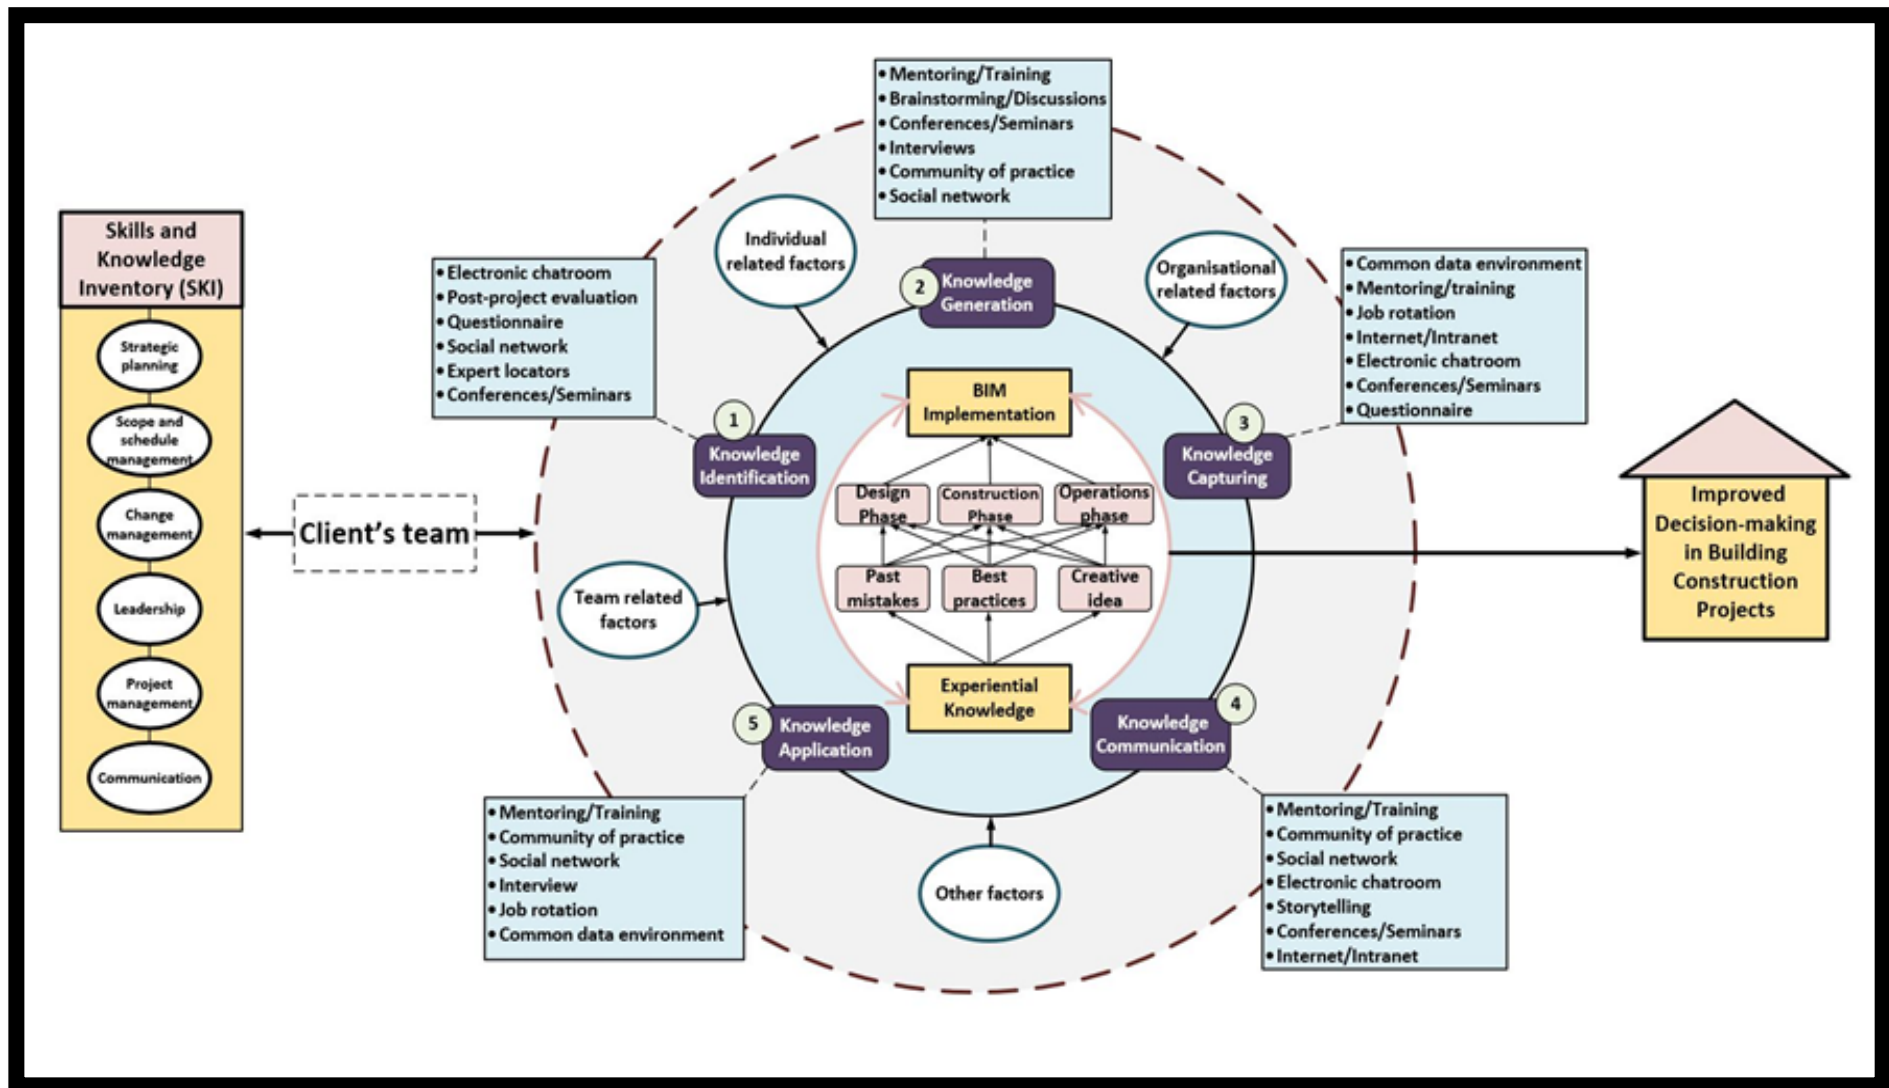 Skills and
Knowledge
Inventory (SKI)
Strategic
planning
Scope and
schedule
management
Change
management
Leadership
Project
management
Communication
Client's team
• Electronic chatroom
• Post-project evaluation
• Questionnaire
• Social network
• Expert locators
• Conferences/Seminars
1
Knowledge
Identification
Individual
related factors
• Mentoring/Training
• Brainstorming/Discussions
• Conferences/Seminars
• Interviews
• Community of practice
• Social network
2
Knowledge
Generation
Organisational
related factors
• Common data environment
• Mentoring/training
• Job rotation
• Internet/Intranet
• Electronic chatroom
• Conferences/Seminars
• Questionnaire
3
Knowledge
Capturing
BIM
Implementation
Design
Phase
Construction
Phase
Operations
phase
Past
mistakes
Best
practices
Creative
idea
Experiential
Knowledge
Team related
factors
5
Knowledge
Application
• Mentoring/Training
• Community of practice
• Social network
• Interview
• Job rotation
• Common data environment
Other factors
4
Knowledge
Communication
• Mentoring/Training
• Community of practice
• Social network
• Electronic chatroom
• Storytelling
• Conferences/Seminars
• Internet/Intranet
Improved
Decision-making
in Building
Construction
Projects